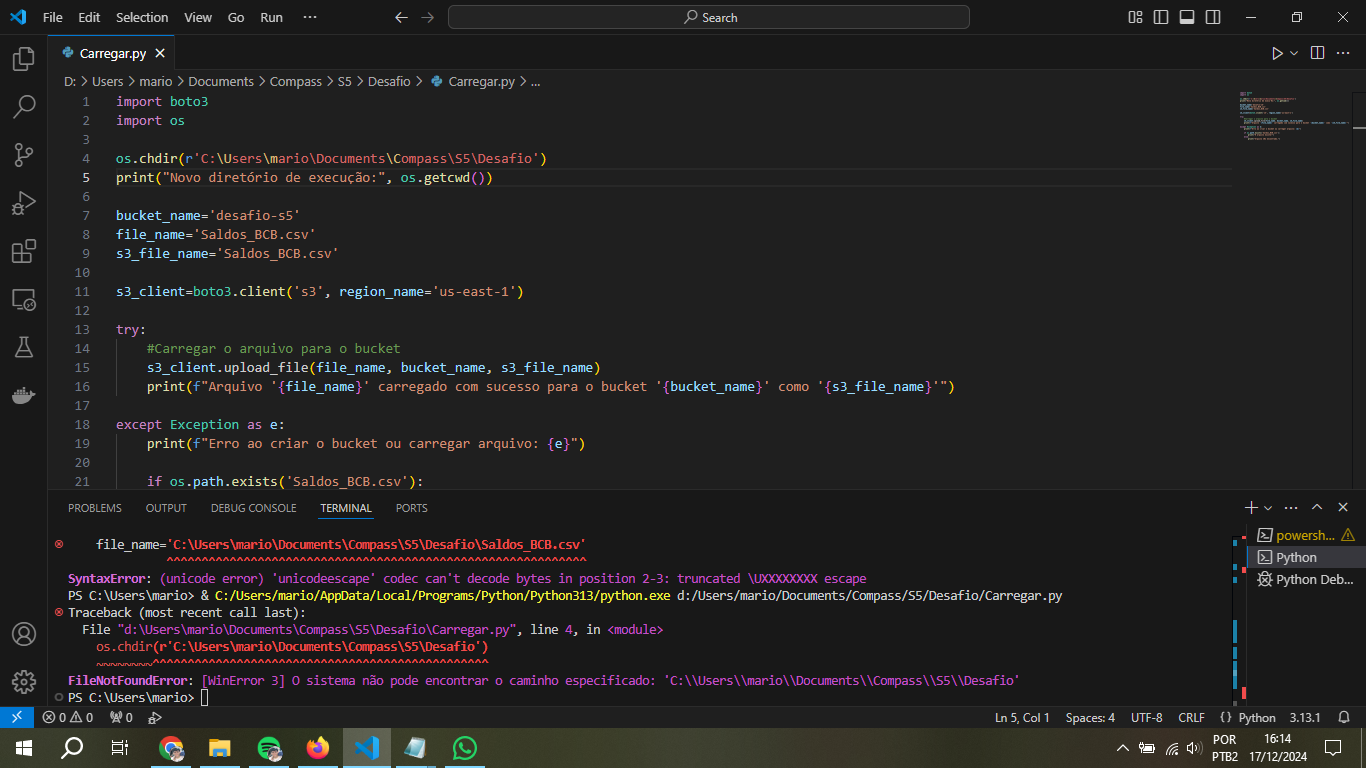 File Edit Selection View Go Run ···
Search
Carregar.py
D: > Users > mario > Documents > Compass > S5 > Desafio > Carregar.py > ...
1 import boto3
2 import os
3
4 os.chdir(r'C:\Users\mario\Documents\Compass\S5\Desafio')
5 print("Novo diretório de execução:", os.getcwd())
6
7 bucket_name='desafio-s5'
8 file_name='Saldos_BCB.csv'
9 s3_file_name='Saldos_BCB.csv'
10
11 s3_client=boto3.client('s3', region_name='us-east-1')
12
13 try:
14 #Carregar o arquivo para o bucket
15 s3_client.upload_file(file_name, bucket_name, s3_file_name)
16 print(f"Arquivo '{file_name}' carregado com sucesso para o bucket '{bucket_name}' como '{s3_file_name}'")
17
18 except Exception as e:
19 print(f"Erro ao criar o bucket ou carregar arquivo: {e}")
20
21 if os.path.exists('Saldos_BCB.csv'):
PROBLEMS OUTPUT DEBUG CONSOLE TERMINAL PORTS
file_name='C:\Users\mario\Documents\Compass\S5\Desafio\Saldos_BCB.csv'
^^^^^^^^^^^^^^^^^^^^^^^^^^^^^^^^^^^^^^^^^^^^^^^^^^^^^^^^^^^^
SyntaxError: (unicode error) 'unicodeescape' codec can't decode bytes in position 2-3: truncated \UXXXXXXXX escape
PS C:\Users\mario> & C:/Users/mario/AppData/Local/Programs/Python/Python313/python.exe d:/Users/mario/Documents/Compass/S5/Desafio/Carregar.py
Traceback (most recent call last):
File "d:\Users\mario\Documents\Compass\S5\Desafio\Carregar.py", line 4, in <module>
os.chdir(r'C:\Users\mario\Documents\Compass\S5\Desafio')
~~~~~~~~^^^^^^^^^^^^^^^^^^^^^^^^^^^^^^^^^^^^^^^^^^^^^^^^
FileNotFoundError: [WinError 3] O sistema não pode encontrar o caminho especificado: 'C:\\Users\\mario\\Documents\\Compass\\S5\\Desafio'
PS C:\Users\mario>
powersh...
Python
Python Deb...
0 0 0
Ln 5, Col 1 Spaces: 4 UTF-8 CRLF {} Python 3.13.1
POR
PTB2
16:14
17/12/2024